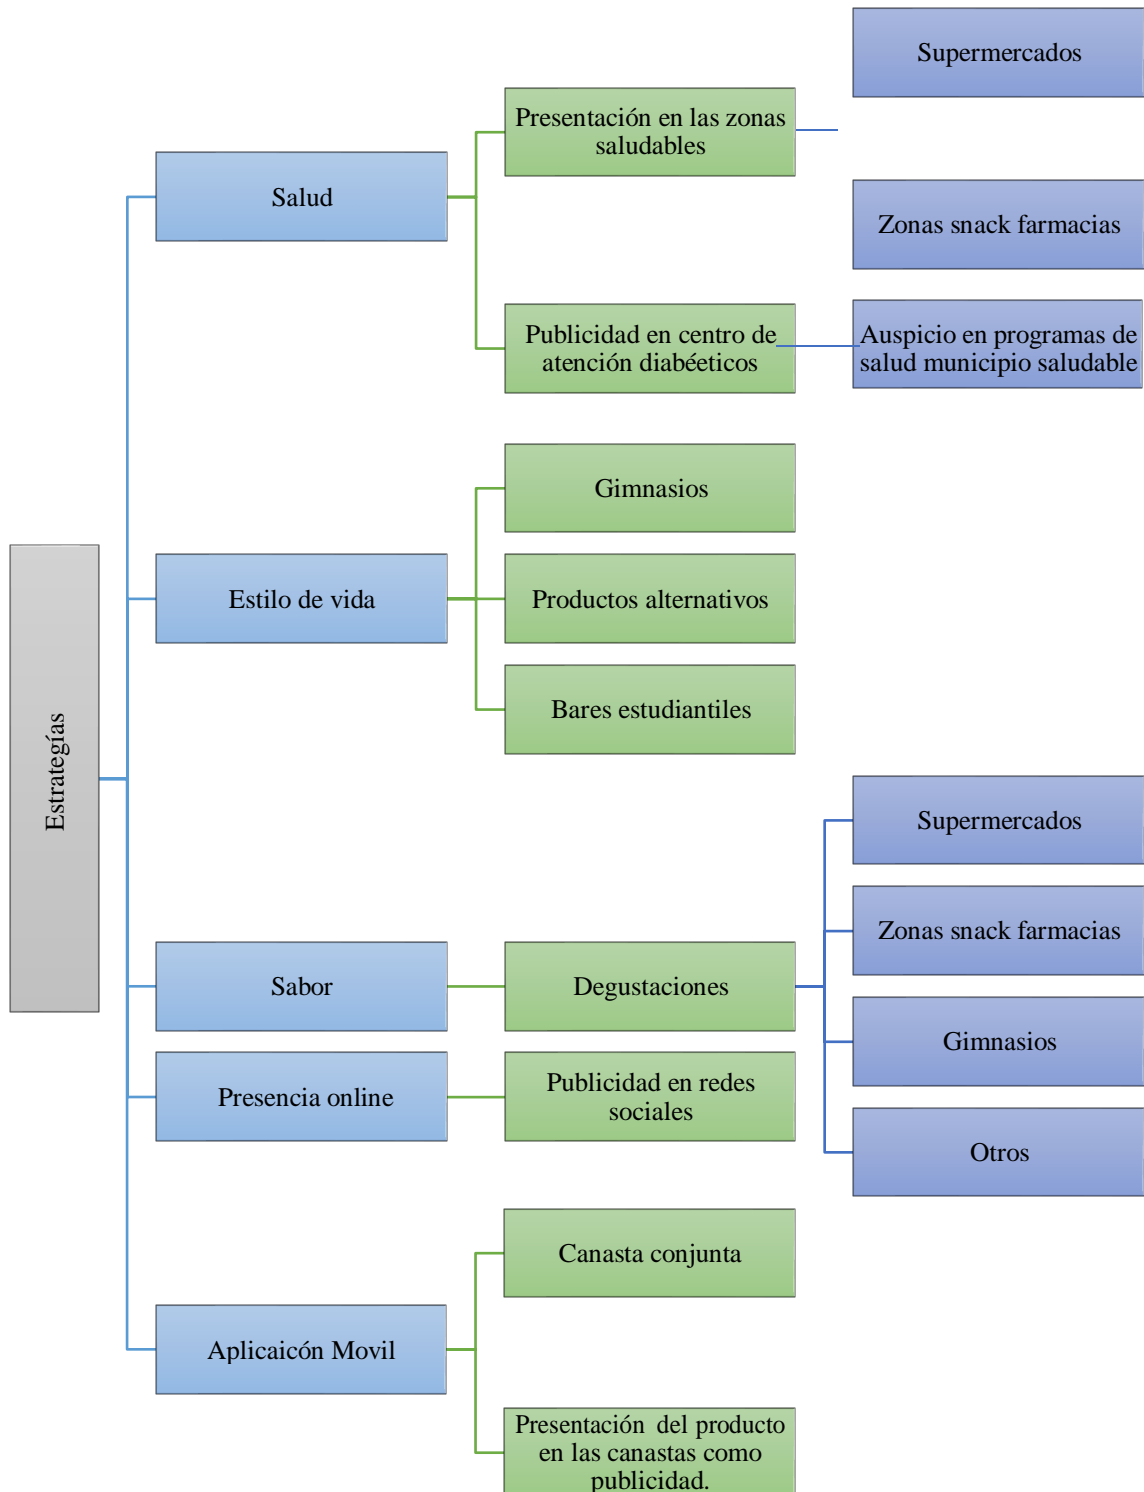 Estrategías
Salud
Presentación en las zonas
saludables
Supermercados
Zonas snack farmacias
Publicidad en centro de
atención diabéeticos
Auspicio en programas de
salud municipio saludable
Estilo de vida
Gimnasios
Productos alternativos
Bares estudiantiles
Sabor
Degustaciones
Supermercados
Zonas snack farmacias
Gimnasios
Otros
Presencia online
Publicidad en redes
sociales
Aplicaicón Movil
Canasta conjunta
Presentación del producto
en las canastas como
publicidad.